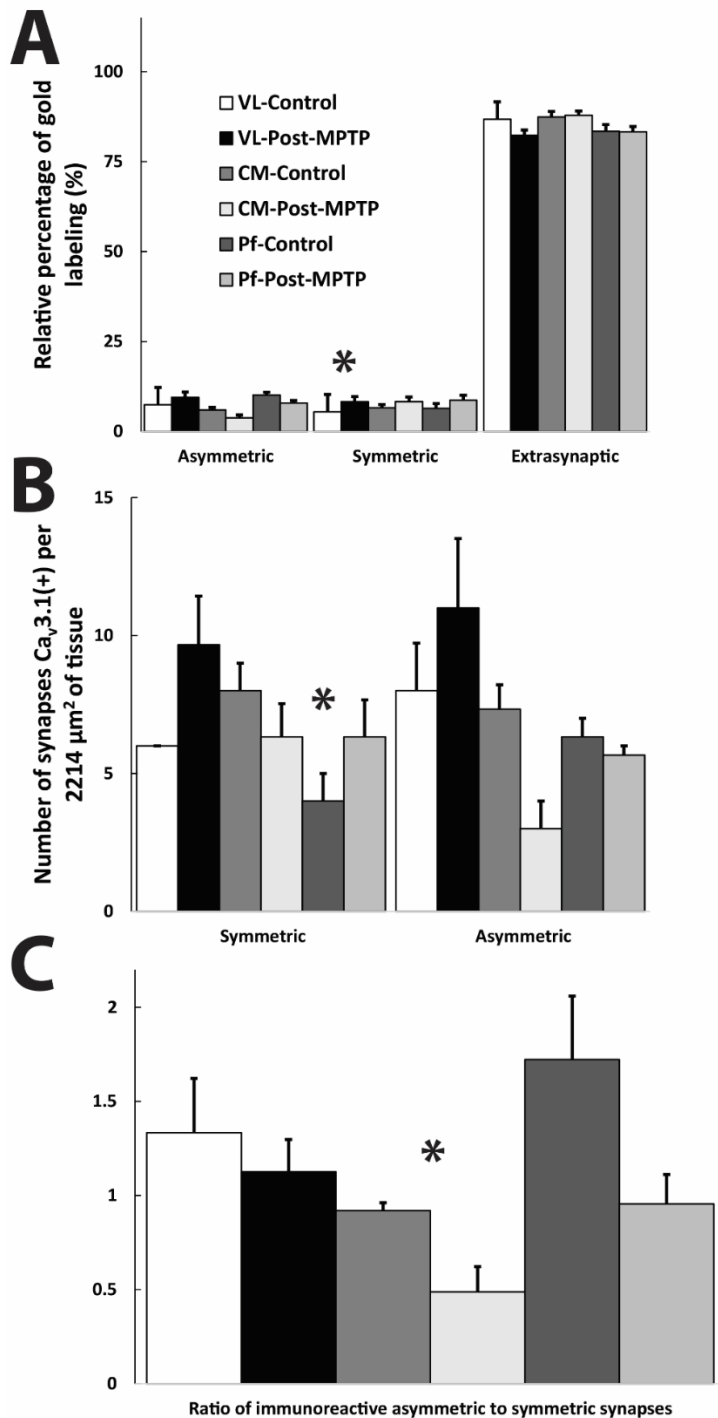 A
Relative percentage of gold
labeling (%)
100
75
50
25
0
VL-Control
VL-Post-MPTP
CM-Control
CM-Post-MPTP
Pf-Control
Pf-Post-MPTP
*
Asymmetric
Symmetric
Extrasynaptic
B
Number of synapses Cav3.1(+) per
2214 µm² of tissue
15
10
5
0
*
Symmetric
Asymmetric
C
2
1.5
1
0.5
0
*
Ratio of immunoreactive asymmetric to symmetric synapses